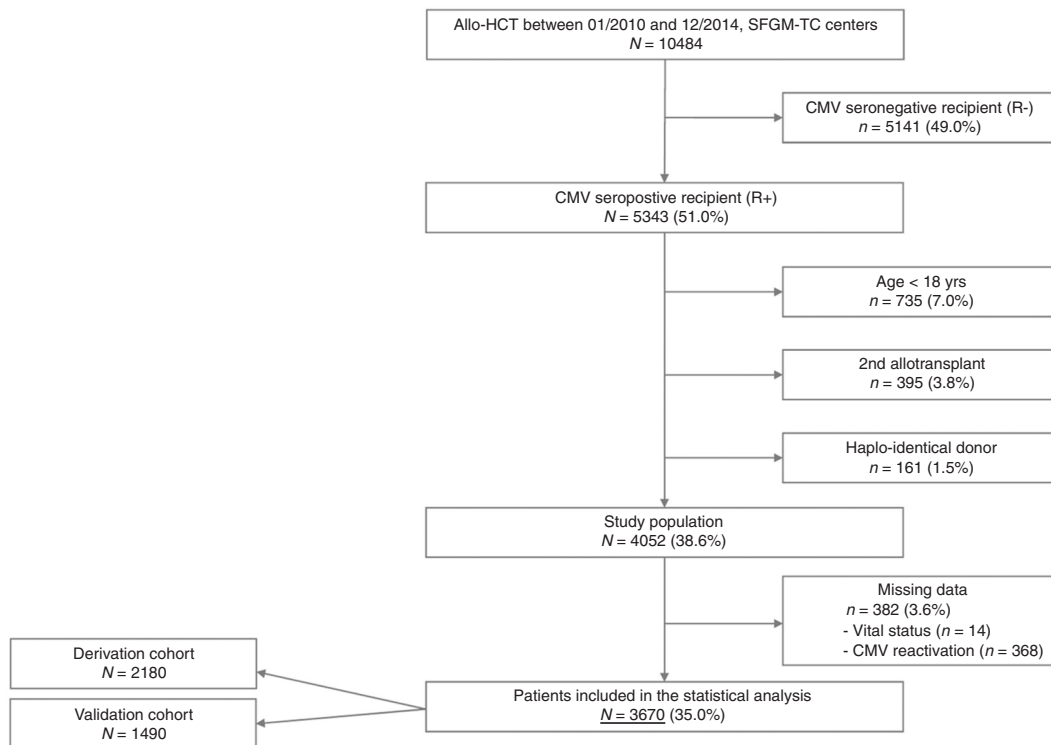 Allo-HCT between 01/2010 and 12/2014, SFGM-TC centers
N = 10484
CMV seronegative recipient (R-)
n = 5141 (49.0%)
CMV seropostive recipient (R+)
N = 5343 (51.0%)
Age < 18 yrs
n = 735 (7.0%)
2nd allotransplant
n = 395 (3.8%)
Haplo-identical donor
n = 161 (1.5%)
Study population
N = 4052 (38.6%)
Missing data
n = 382 (3.6%)
- Vital status (n = 14)
- CMV reactivation (n = 368)
Derivation cohort
N = 2180
Patients included in the statistical analysis
N = 3670 (35.0%)
Validation cohort
N = 1490